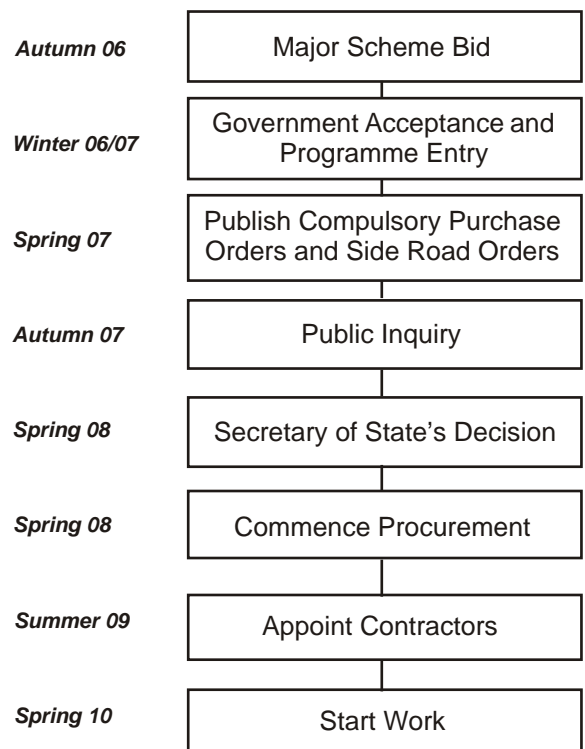 Autumn 06
Major Scheme Bid
Winter 06/07
Government Acceptance and
Programme Entry
Spring 07
Publish Compulsory Purchase
Orders and Side Road Orders
Autumn 07
Public Inquiry
Spring 08
Secretary of State's Decision
Spring 08
Commence Procurement
Summer 09
Appoint Contractors
Spring 10
Start Work